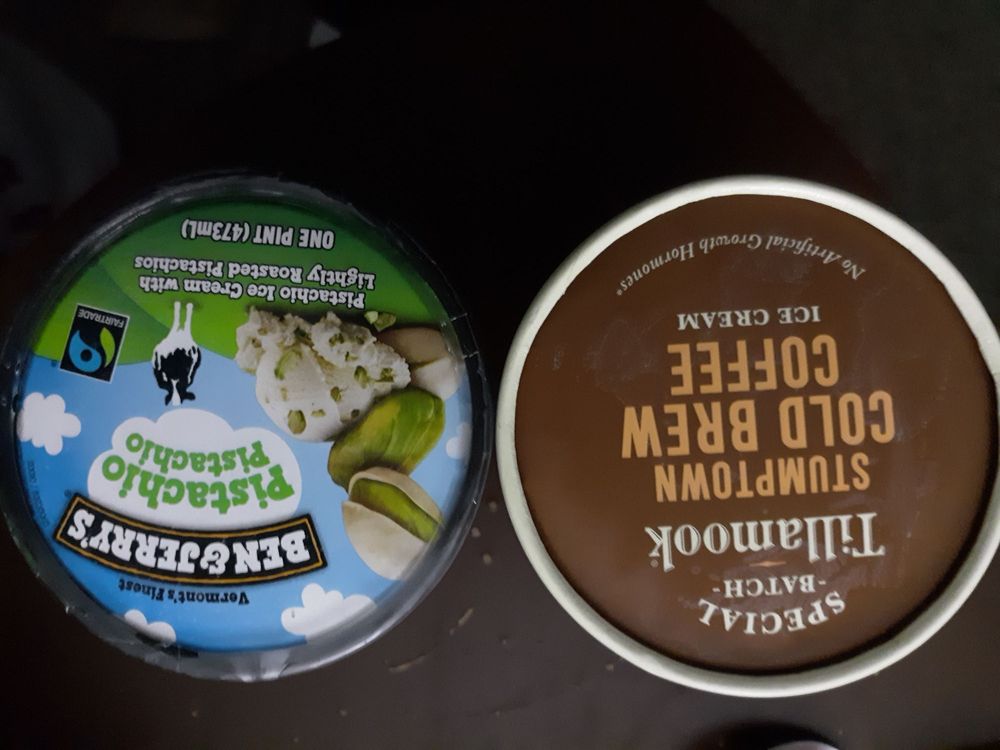 Vermont's Finest
BEN & JERRY'S®
Pistachio
Pistachio
FAIRTRADE
Pistachio Ice Cream with
Lightly Roasted Pistachios
ONE PINT (473mL)
SPECIAL
-BATCH-
Tillamook®
STUMPTOWN
COLD BREW
COFFEE
ICE CREAM
No Artificial Growth Hormones*